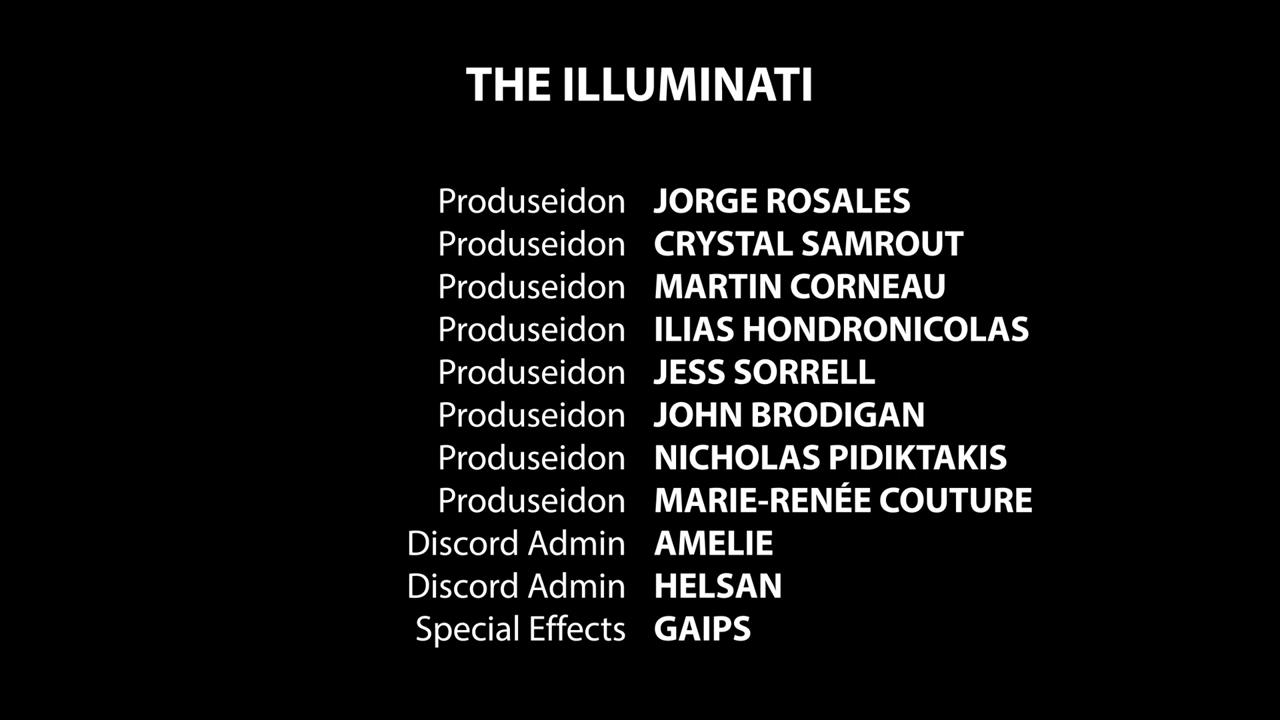 THE ILLUMINATI
Produseidon JORGE ROSALES
Produseidon CRYSTAL SAMROUT
Produseidon MARTIN CORNEAU
Produseidon ILIAS HONDRONICOLAS
Produseidon JESS SORRELL
Produseidon JOHN BRODIGAN
Produseidon NICHOLAS PIDIKTAKIS
Produseidon MARIE-RENÉE COUTURE
Discord Admin AMELIE
Discord Admin HELSAN
Special Effects GAIPS